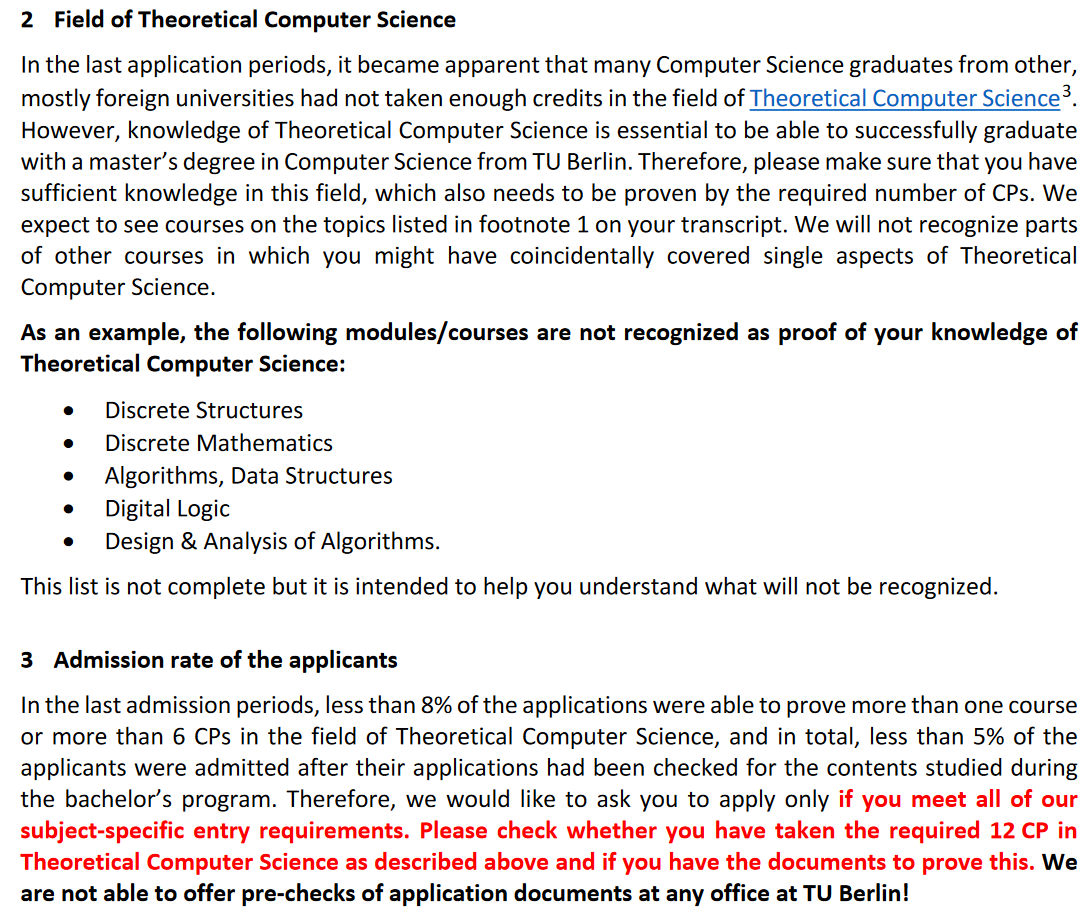 2 Field of Theoretical Computer Science
In the last application periods, it became apparent that many Computer Science graduates from other,
mostly foreign universities had not taken enough credits in the field of Theoretical Computer Science³.
However, knowledge of Theoretical Computer Science is essential to be able to successfully graduate
with a master’s degree in Computer Science from TU Berlin. Therefore, please make sure that you have
sufficient knowledge in this field, which also needs to be proven by the required number of CPs. We
expect to see courses on the topics listed in footnote 1 on your transcript. We will not recognize parts
of other courses in which you might have coincidentally covered single aspects of Theoretical
Computer Science.
As an example, the following modules/courses are not recognized as proof of your knowledge of
Theoretical Computer Science:
• Discrete Structures
• Discrete Mathematics
• Algorithms, Data Structures
• Digital Logic
• Design & Analysis of Algorithms.
This list is not complete but it is intended to help you understand what will not be recognized.
3 Admission rate of the applicants
In the last admission periods, less than 8% of the applications were able to prove more than one course
or more than 6 CPs in the field of Theoretical Computer Science, and in total, less than 5% of the
applicants were admitted after their applications had been checked for the contents studied during
the bachelor’s program. Therefore, we would like to ask you to apply only if you meet all of our
subject-specific entry requirements. Please check whether you have taken the required 12 CP in
Theoretical Computer Science as described above and if you have the documents to prove this. We
are not able to offer pre-checks of application documents at any office at TU Berlin!